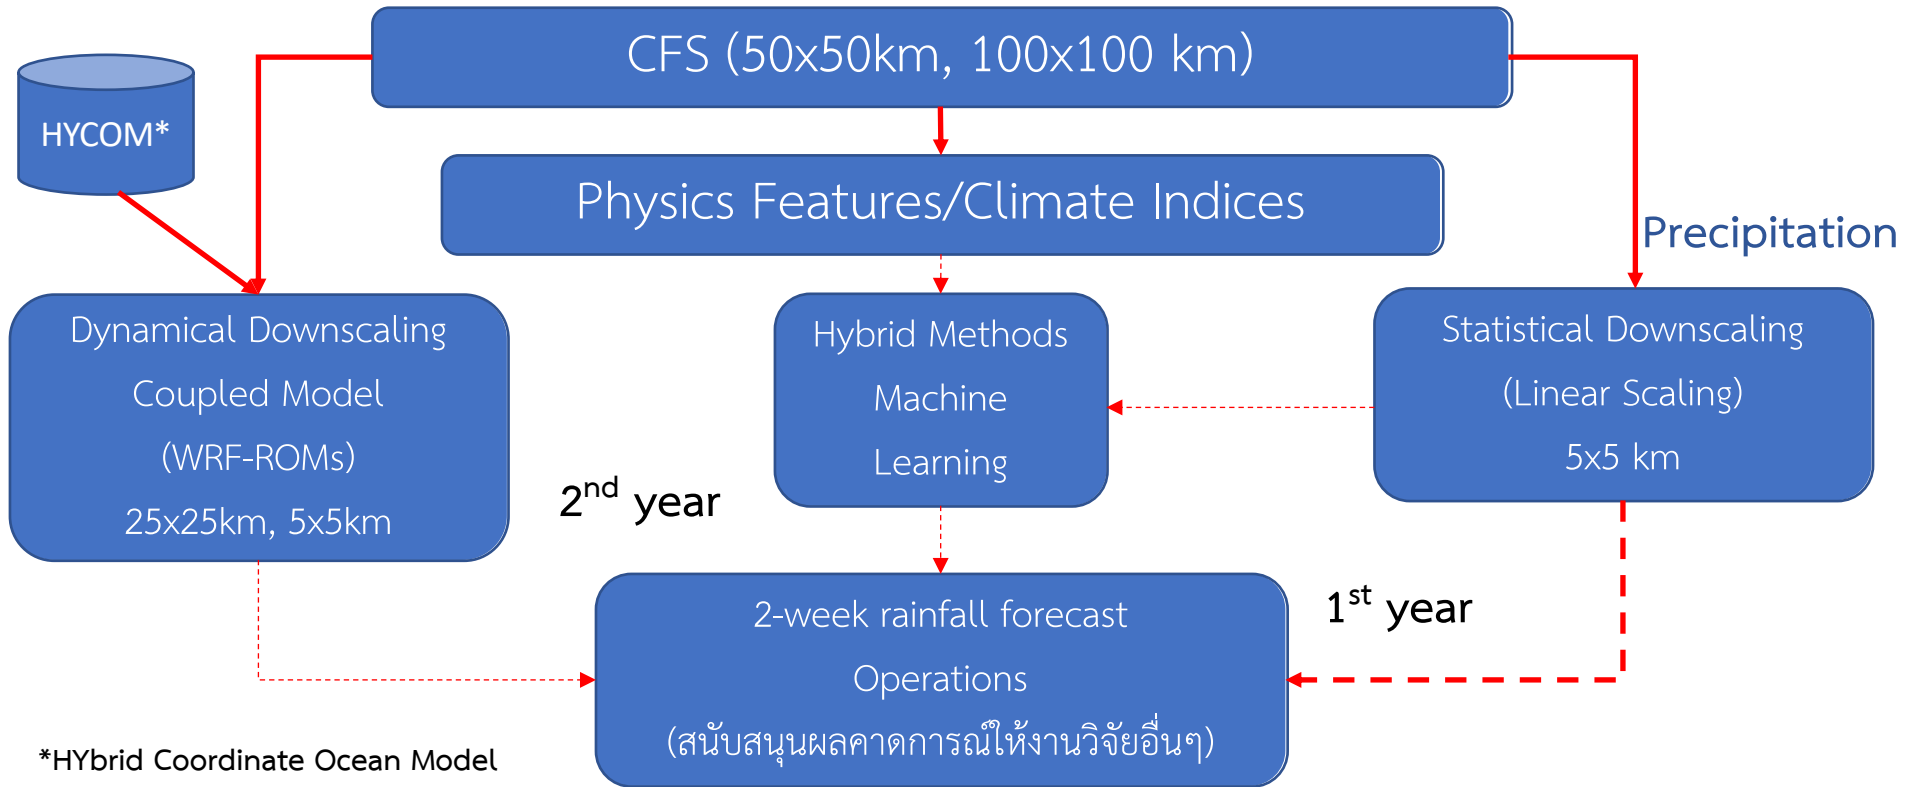 CFS (50x50km, 100x100 km)
HYCOM*
Physics Features/Climate Indices
Precipitation
Dynamical Downscaling
Coupled Model
(WRF-ROMs)
25x25km, 5x5km
Hybrid Methods
Machine
Learning
Statistical Downscaling
(Linear Scaling)
5x5 km
2nd year
1st year
2-week rainfall forecast
Operations
(สนับสนุนผลคาดการณ์ให้งานวิจัยอื่นๆ)
*HYbrid Coordinate Ocean Model